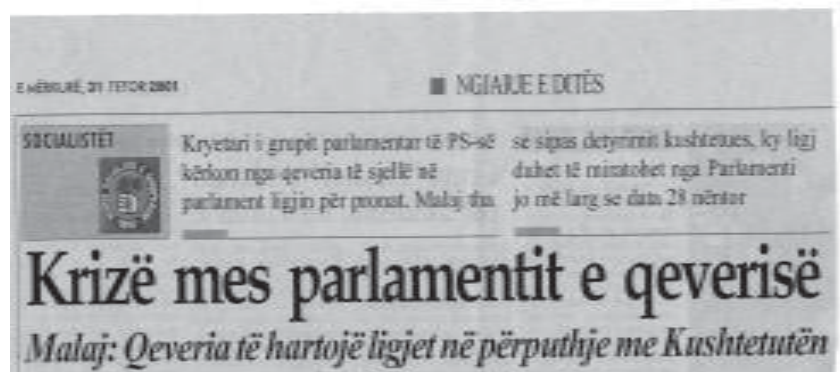 E MËRKURË, 31 TETOR 2001
NGJARJE E DITËS
SOCIALISTËT
Kryetari i grupit parlamentar të PS-së
kërkon nga qeveria të sjellë në
parlament ligjin për pronat. Malaj tha
se sipas detyrimit kushtetues, ky ligj
duhet të miratohet nga Parlamenti
jo më larg se data 28 nëntor
Krizë mes parlamentit e qeverisë
Malaj: Qeveria të hartojë ligjet në përputhje me Kushtetutën